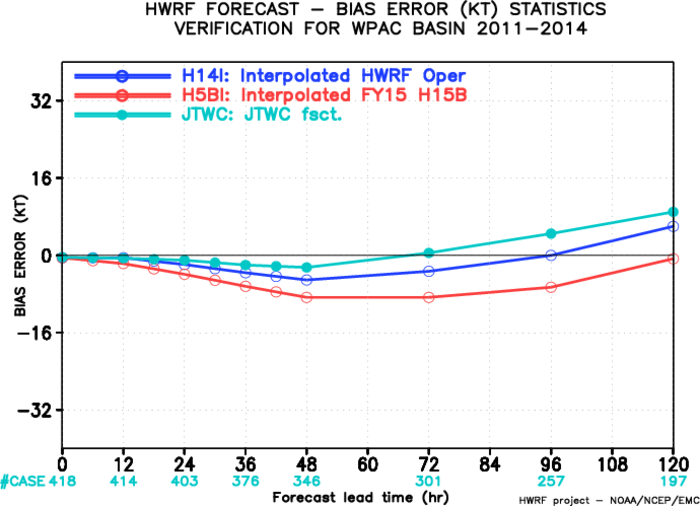 HWRF FORECAST – BIAS ERROR (KT) STATISTICS
VERIFICATION FOR WPAC BASIN 2011–2014
H14I: Interpolated HWRF Oper
H5BI: Interpolated FY15 H15B
JTWC: JTWC fsct.
BIAS ERROR (KT)
32
16
0
−16
−32
0 12 24 36 48 60 72 84 96 108 120
#CASE 418 414 403 376 346 301 257 197
Forecast lead time (hr)
HWRF project – NOAA/NCEP/EMC